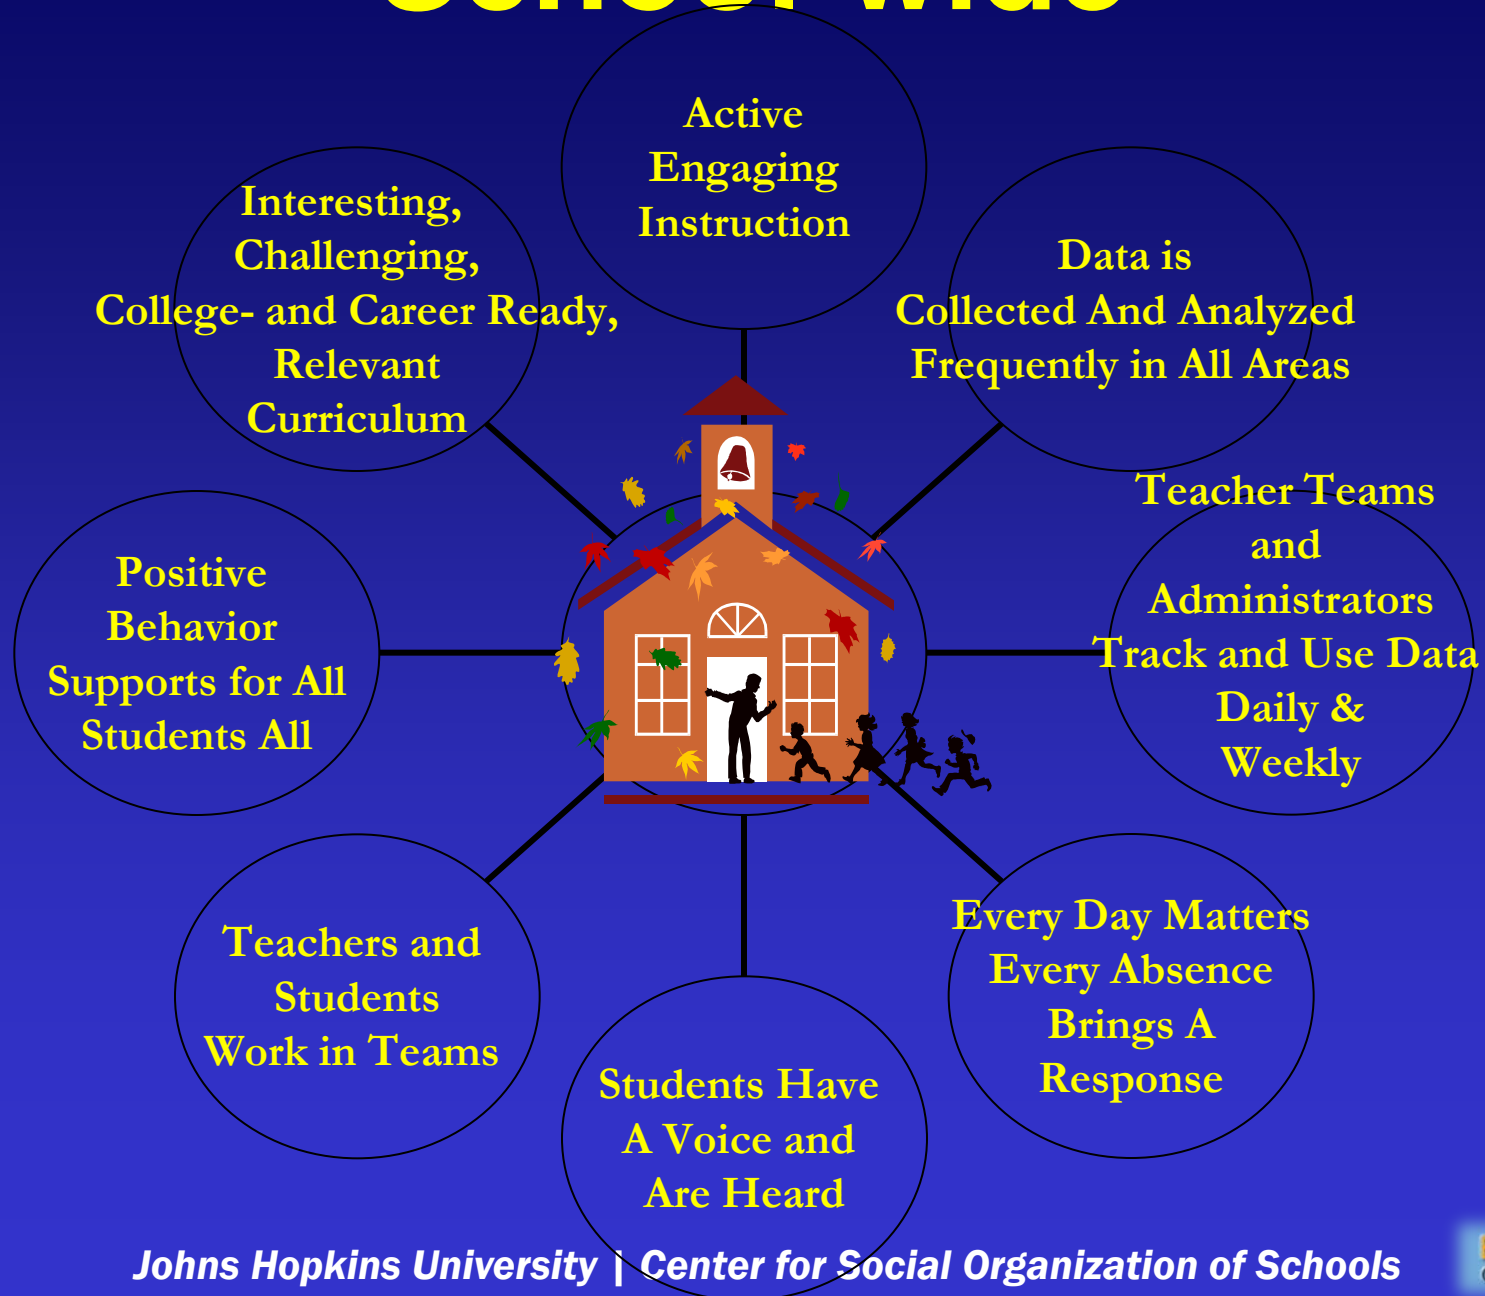 School-wide
Active
Engaging
Instruction
Interesting,
Challenging,
College- and Career Ready,
Relevant
Curriculum
Data is
Collected And Analyzed
Frequently in All Areas
Teacher Teams
and
Administrators
Track and Use Data
Daily &
Weekly
Positive
Behavior
Supports for All
Students All
Teachers and
Students
Work in Teams
Every Day Matters
Every Absence
Brings A
Response
Students Have
A Voice and
Are Heard
Johns Hopkins University | Center for Social Organization of Schools